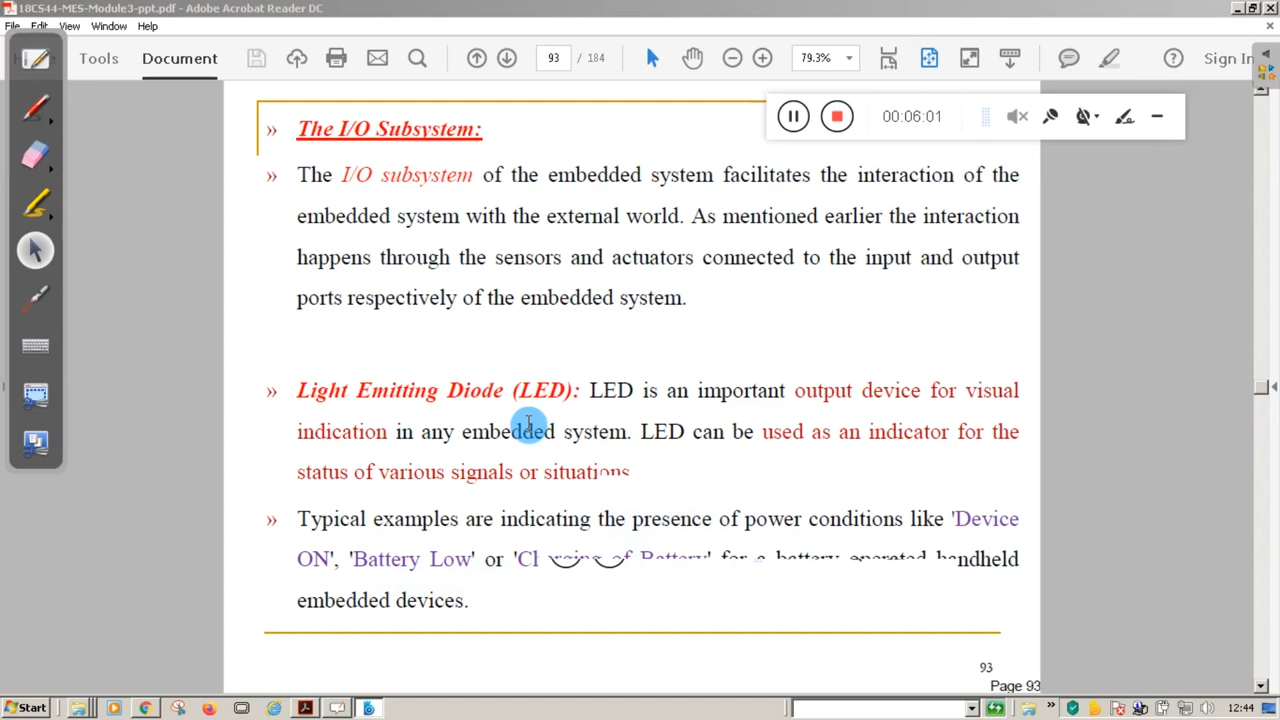 18CS44-MES-Module3-ppt.pdf - Adobe Acrobat Reader DC
File Edit View Window Help
Tools Document 93 / 184 79.3% Sign In
00:06:01
» The I/O Subsystem:
» The I/O subsystem of the embedded system facilitates the interaction of the
embedded system with the external world. As mentioned earlier the interaction
happens through the sensors and actuators connected to the input and output
ports respectively of the embedded system.
» Light Emitting Diode (LED): LED is an important output device for visual
indication in any embedded system. LED can be used as an indicator for the
status of various signals or situations
» Typical examples are indicating the presence of power conditions like 'Device
ON', 'Battery Low' or 'Charging of Battery' for a battery operated handheld
embedded devices.
93
Page 93
Start 12:44